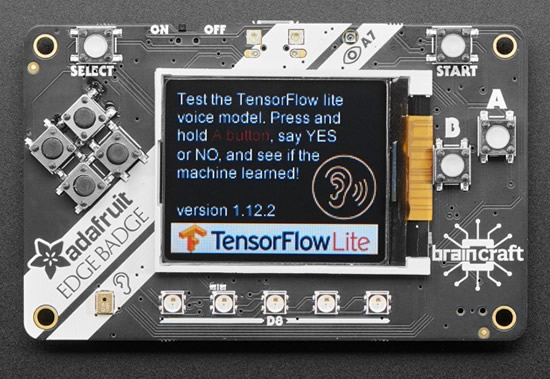 ON OFF
A7
SELECT
START
Test the TensorFlow lite
voice model. Press and
hold A button, say YES
or NO, and see if the
machine learned!
version 1.12.2
TensorFlow Lite
A
B
adafruit
EDGE BADGE
braincraft
D8